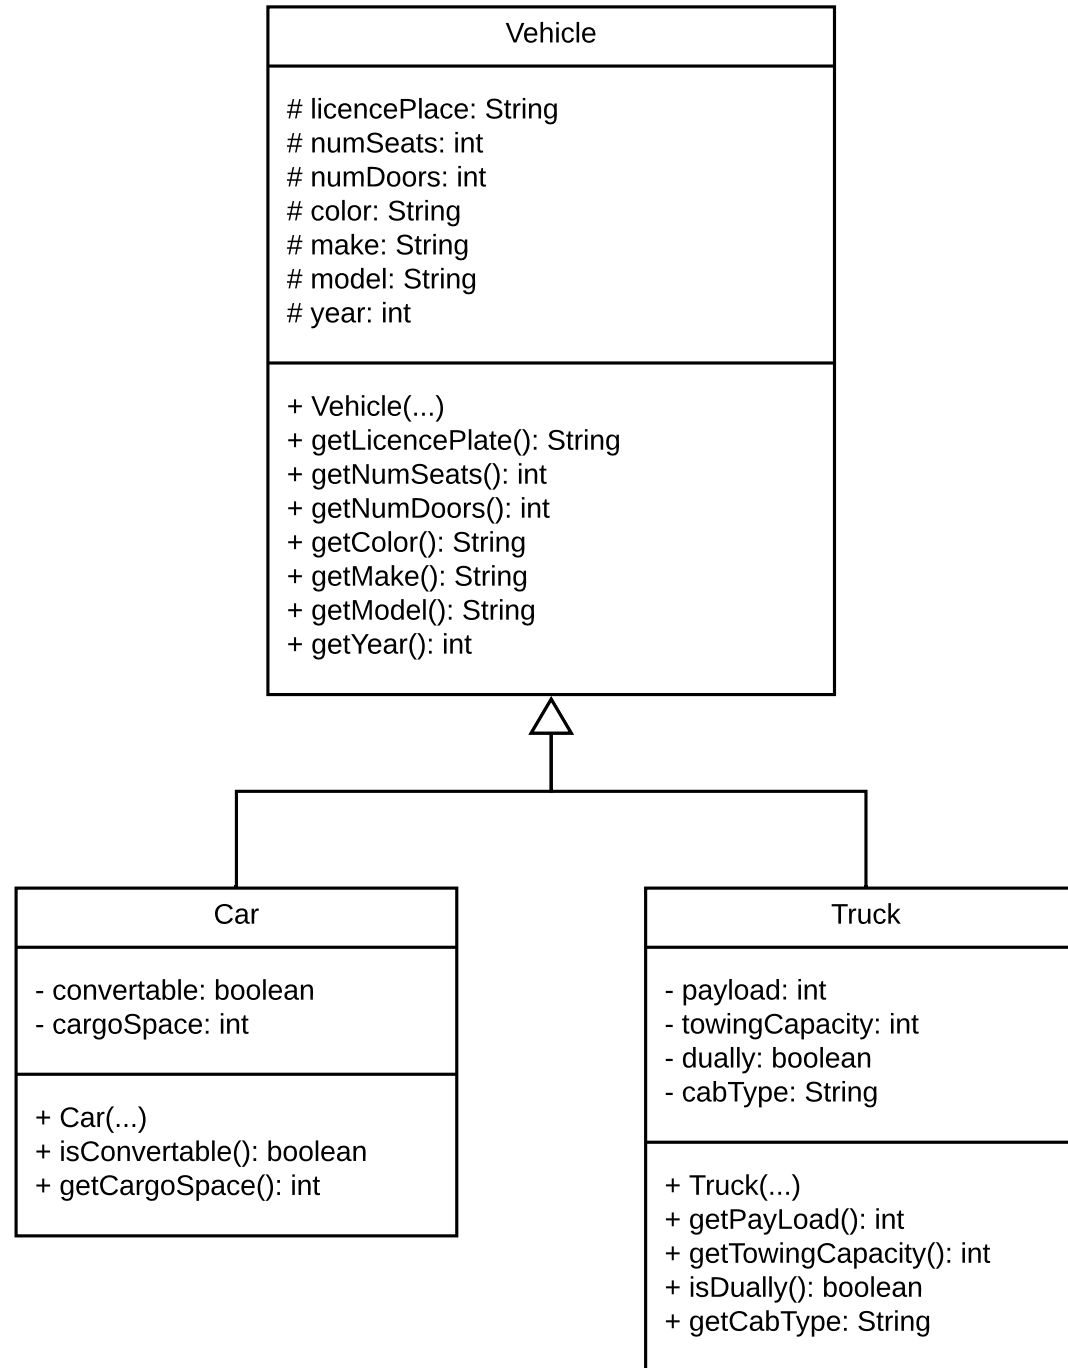 Vehicle
# licencePlace: String
# numSeats: int
# numDoors: int
# color: String
# make: String
# model: String
# year: int
+ Vehicle(...)
+ getLicencePlate(): String
+ getNumSeats(): int
+ getNumDoors(): int
+ getColor(): String
+ getMake(): String
+ getModel(): String
+ getYear(): int
Car
- convertable: boolean
- cargoSpace: int
+ Car(...)
+ isConvertable(): boolean
+ getCargoSpace(): int
Truck
- payload: int
- towingCapacity: int
- dually: boolean
- cabType: String
+ Truck(...)
+ getPayLoad(): int
+ getTowingCapacity(): int
+ isDually(): boolean
+ getCabType: String